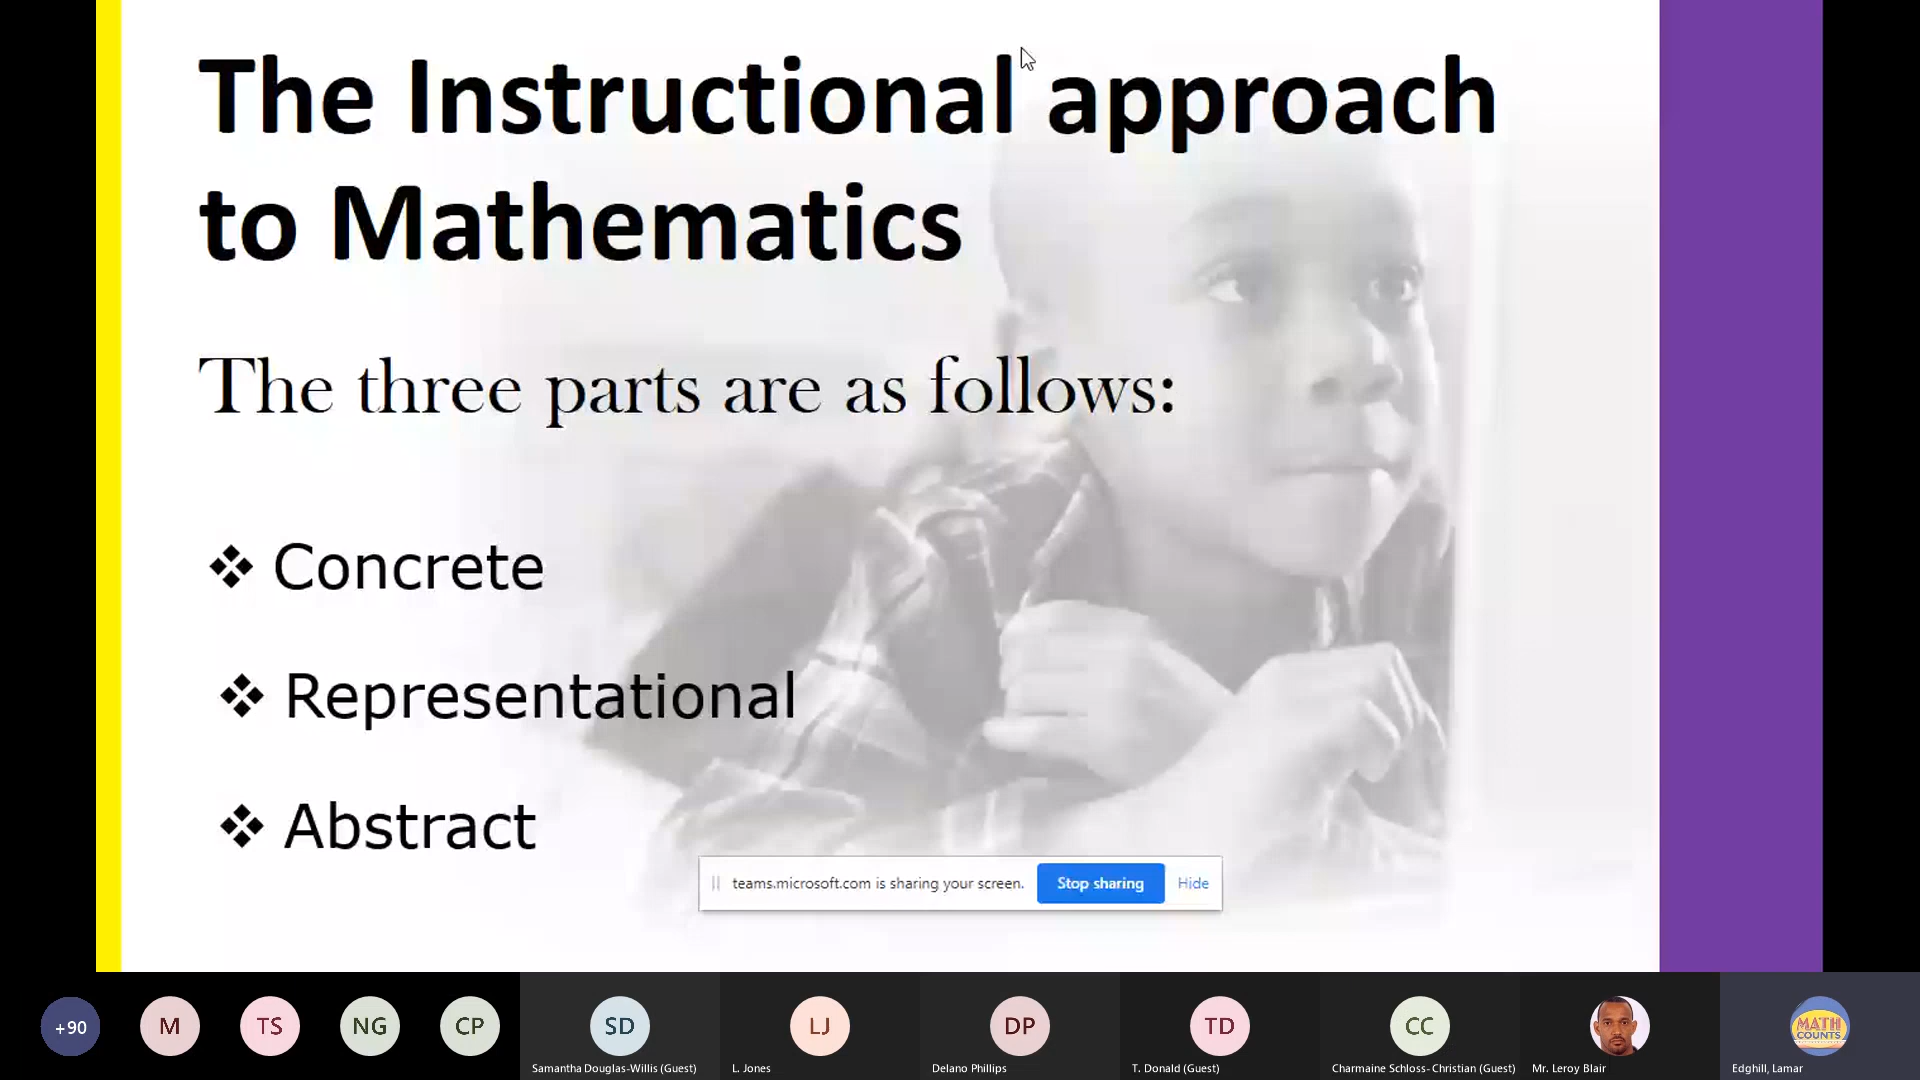 The Instructional approach
to Mathematics
The three parts are as follows:
❖ Concrete
❖ Representational
❖ Abstract
teams.microsoft.com is sharing your screen. Stop sharing Hide
+90 M TS NG CP SD LJ DP TD CC MATH
COUNTS
Samantha Douglas-Willis (Guest) L. Jones Delano Phillips T. Donald (Guest) Charmaine Schloss-Christian (Guest) Mr. Leroy Blair Edghill, Lamar